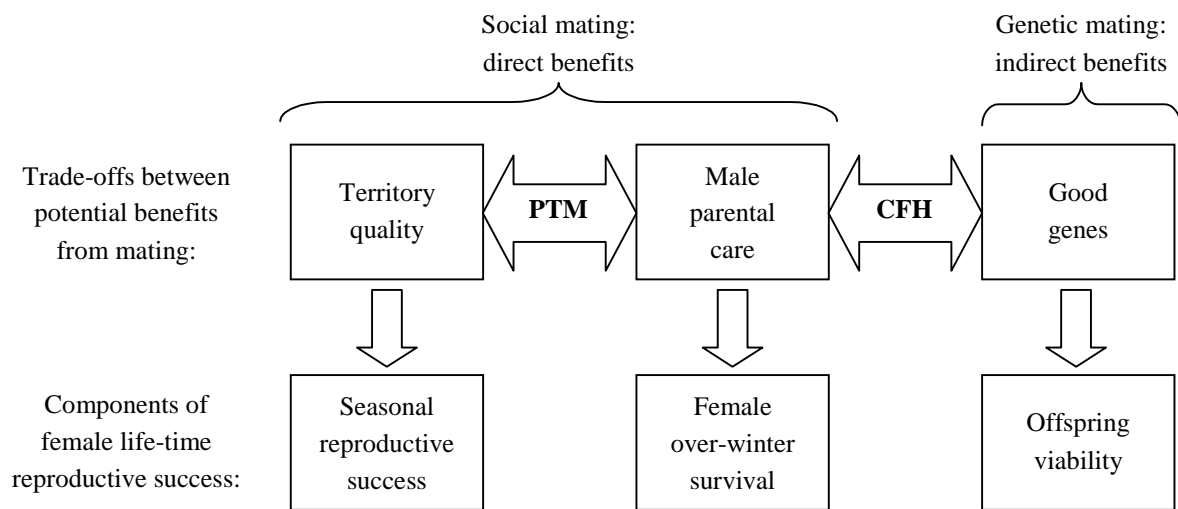 Social mating:
direct benefits
Genetic mating:
indirect benefits
Trade-offs between
potential benefits
from mating:
Territory
quality
PTM
Male
parental
care
CFH
Good
genes
Components of
female life-time
reproductive success:
Seasonal
reproductive
success
Female
over-winter
survival
Offspring
viability